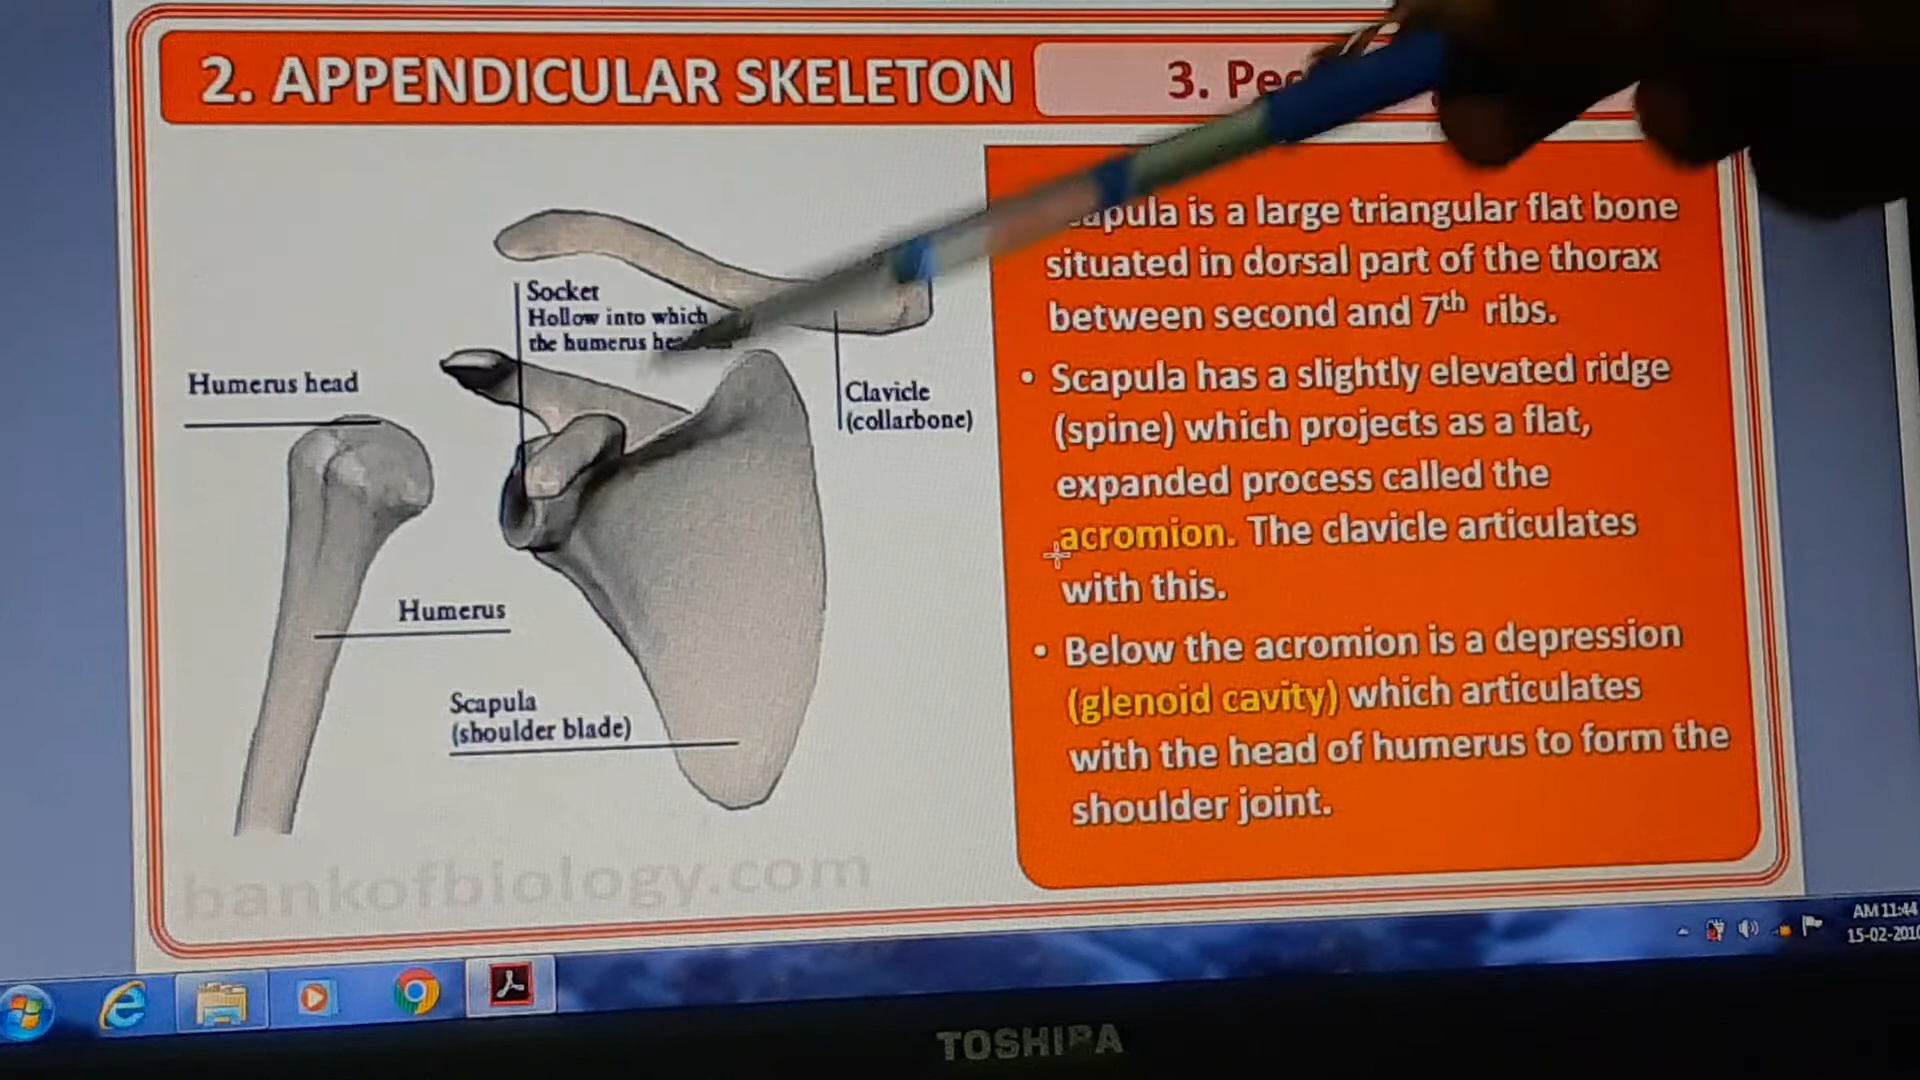 2. APPENDICULAR SKELETON
3. Pec
Scapula is a large triangular flat bone
situated in dorsal part of the thorax
between second and 7th ribs.
Socket
Hollow into which
the humerus
Humerus head
Clavicle
(collarbone)
• Scapula has a slightly elevated ridge
(spine) which projects as a flat,
expanded process called the
acromion. The clavicle articulates
with this.
Humerus
Scapula
(shoulder blade)
• Below the acromion is a depression
(glenoid cavity) which articulates
with the head of humerus to form the
shoulder joint.
bankofbiology.com
AM 11:44
15-02-2010
TOSHIBA